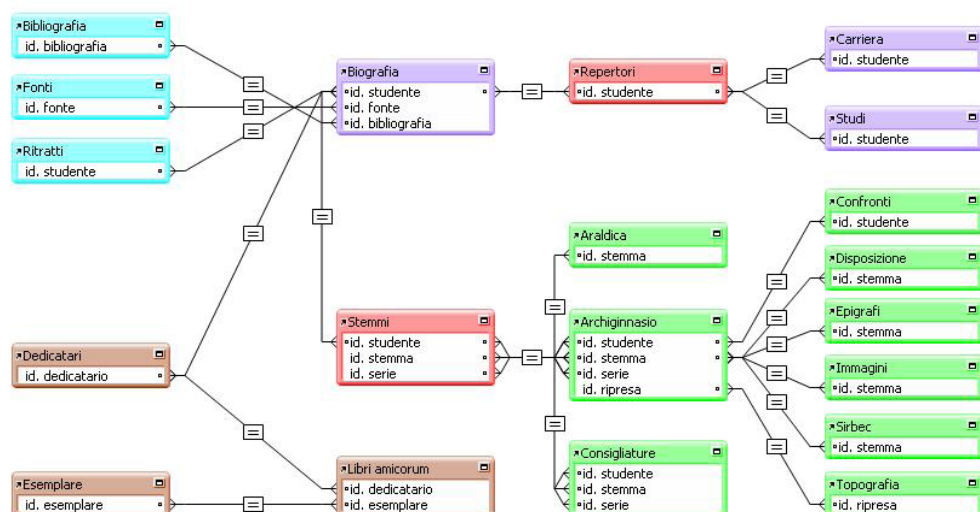 Bibliografia
id. bibliografia
Fonti
id. fonte
Ritratti
id. studente
Dedicatari
id. dedicatario
Esemplare
id. esemplare
Biografia
id. studente
id. fonte
id. bibliografia
Stemmi
id. studente
id. stemma
id. serie
Libri amicorum
id. dedicatario
id. esemplare
Repertori
id. studente
Araldica
id. stemma
Archiginnasio
id. studente
id. stemma
id. serie
id. ripresa
Consigliature
id. studente
id. stemma
id. serie
Carriera
id. studente
Studi
id. studente
Confronti
id. studente
Disposizione
id. stemma
Epigrafi
id. stemma
Immagini
id. stemma
Sirbec
id. stemma
Topografia
id. ripresa